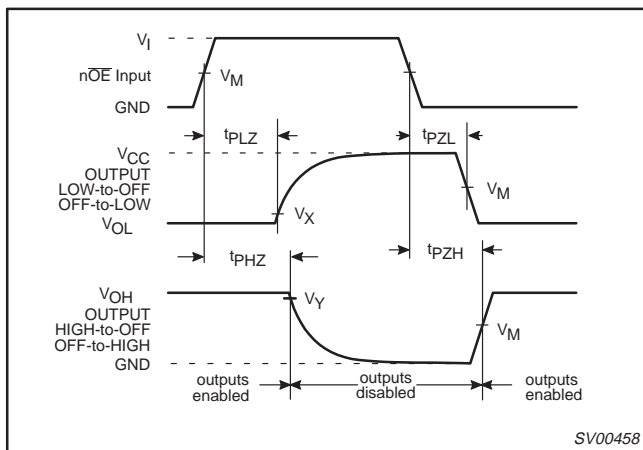 VI
nOE Input
VM
GND
tPLZ
tPZL
VCC
OUTPUT
LOW-to-OFF
OFF-to-LOW
VM
VX
VOL
tPHZ
tPZH
VOH
VY
OUTPUT
HIGH-to-OFF
OFF-to-HIGH
VM
GND
outputs
enabled
outputs
disabled
outputs
enabled
SV00458